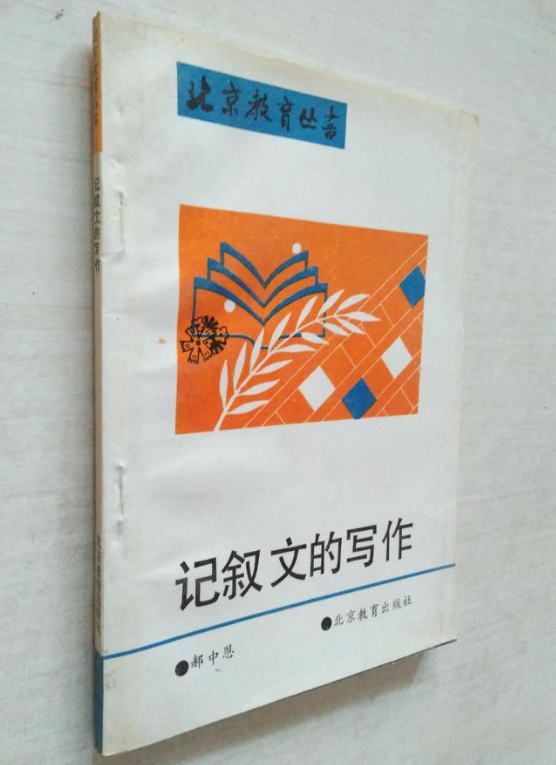 北京教育丛书
记叙文的写作
北京教育出版社
郝中恩
记叙文的写作